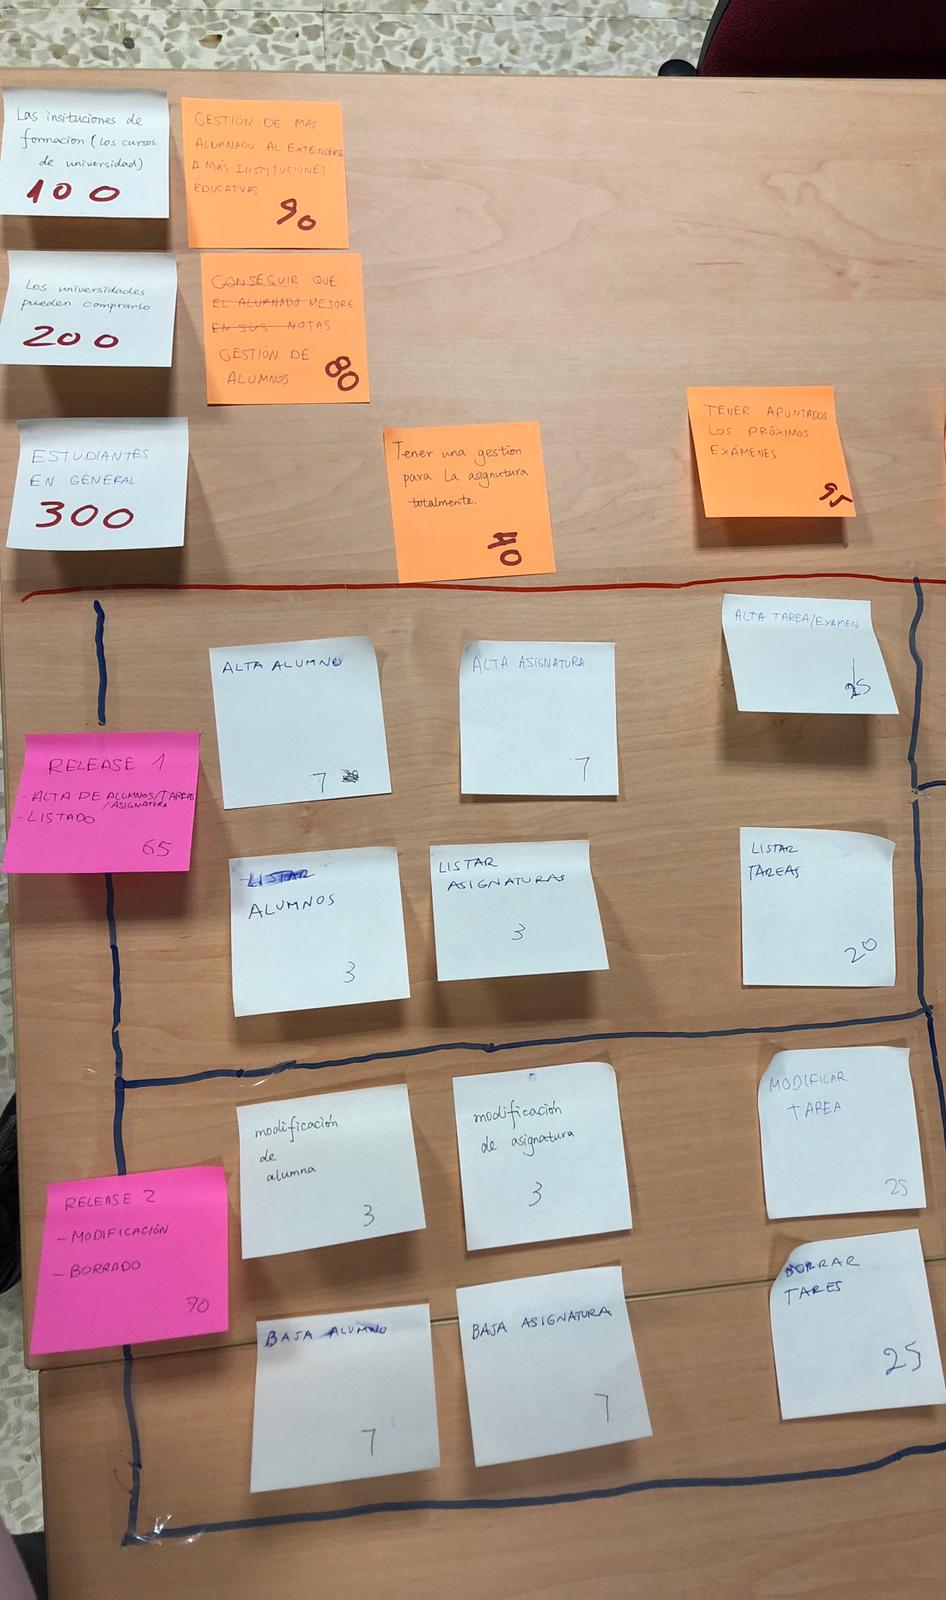 Las insituciones de
formacion (los cursos
de universidad)
100
GESTIÓN DE MÁS
ALUMNADO AL EXTENDERSE
A MÁS INSTITUCIONES
EDUCATIVAS
90
Los universidades
pueden comprarlo
200
CONSEGUIR QUE
EL ALUMNADO MEJORE
EN SUS NOTAS
GESTIÓN DE
ALUMNOS
80
ESTUDIANTES
EN GENERAL
300
Tener una gestion
para la asignatura
totalmente.
40
TENER APUNTADOS
LOS PRÓXIMOS
EXÁMENES
95
RELEASE 1
- ALTA DE ALUMNOS/TAREAS
/ASIGNATURA
- LISTADO
65
ALTA ALUMNO
7
ALTA ASIGNATURA
7
ALTA TAREA/EXAMEN
25
LISTAR
ALUMNOS
3
LISTAR
ASIGNATURAS
3
LISTAR
TAREAS
20
RELEASE 2
- MODIFICACIÓN
- BORRADO
70
modificación
de
alumna
3
modificación
de asignatura
3
MODIFICAR
TAREA
25
BAJA ALUMNO
7
BAJA ASIGNATURA
7
BORRAR
TARES
25